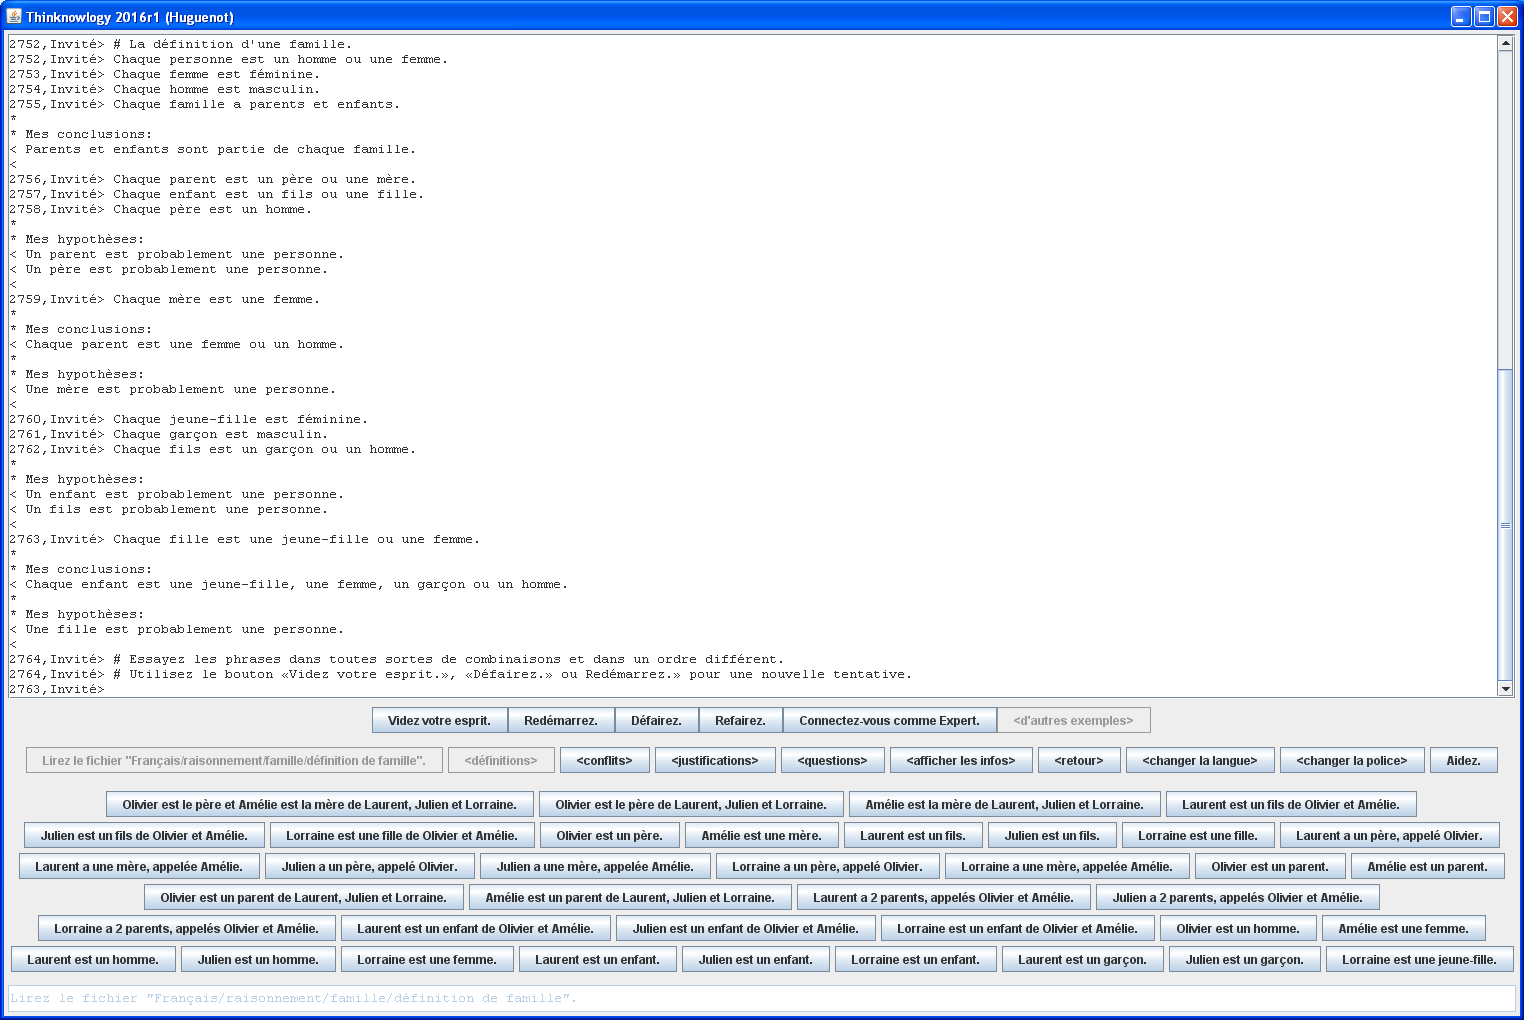 Thinknowlogy 2016r1 (Huguenot)
2752,Invité> # La définition d'une famille.
2752,Invité> Chaque personne est un homme ou une femme.
2753,Invité> Chaque femme est féminine.
2754,Invité> Chaque homme est masculin.
2755,Invité> Chaque famille a parents et enfants.
*
* Mes conclusions:
< Parents et enfants sont partie de chaque famille.
<
2756,Invité> Chaque parent est un père ou une mère.
2757,Invité> Chaque enfant est un fils ou une fille.
2758,Invité> Chaque père est un homme.
*
* Mes hypothèses:
< Un parent est probablement une personne.
< Un père est probablement une personne.
<
2759,Invité> Chaque mère est une femme.
*
* Mes conclusions:
< Chaque parent est une femme ou un homme.
*
* Mes hypothèses:
< Une mère est probablement une personne.
<
2760,Invité> Chaque jeune-fille est féminine.
2761,Invité> Chaque garçon est masculin.
2762,Invité> Chaque fils est un garçon ou un homme.
*
* Mes hypothèses:
< Un enfant est probablement une personne.
< Un fils est probablement une personne.
<
2763,Invité> Chaque fille est une jeune-fille ou une femme.
*
* Mes conclusions:
< Chaque enfant est une jeune-fille, une femme, un garçon ou un homme.
*
* Mes hypothèses:
< Une fille est probablement une personne.
<
2764,Invité> # Essayez les phrases dans toutes sortes de combinaisons et dans un ordre différent.
2764,Invité> # Utilisez le bouton «Videz votre esprit.», «Défairez.» ou Redémarrez.» pour une nouvelle tentative.
2763,Invité>
Videz votre esprit. Redémarrez. Défairez. Refairez. Connectez-vous comme Expert. <d'autres exemples>
Lirez le fichier "Français/raisonnement/famille/définition de famille". <définitions> <conflits> <justifications> <questions> <afficher les infos> <retour> <changer la langue> <changer la police> Aidez.
Olivier est le père et Amélie est la mère de Laurent, Julien et Lorraine. Olivier est le père de Laurent, Julien et Lorraine. Amélie est la mère de Laurent, Julien et Lorraine. Laurent est un fils de Olivier et Amélie.
Julien est un fils de Olivier et Amélie. Lorraine est une fille de Olivier et Amélie. Olivier est un père. Amélie est une mère. Laurent est un fils. Julien est un fils. Lorraine est une fille. Laurent a un père, appelé Olivier.
Laurent a une mère, appelée Amélie. Julien a un père, appelé Olivier. Julien a une mère, appelée Amélie. Lorraine a un père, appelé Olivier. Lorraine a une mère, appelée Amélie. Olivier est un parent. Amélie est un parent.
Olivier est un parent de Laurent, Julien et Lorraine. Amélie est un parent de Laurent, Julien et Lorraine. Laurent a 2 parents, appelés Olivier et Amélie. Julien a 2 parents, appelés Olivier et Amélie.
Lorraine a 2 parents, appelés Olivier et Amélie. Laurent est un enfant de Olivier et Amélie. Julien est un enfant de Olivier et Amélie. Lorraine est un enfant de Olivier et Amélie. Olivier est un homme. Amélie est une femme.
Laurent est un homme. Julien est un homme. Lorraine est une femme. Laurent est un enfant. Julien est un enfant. Lorraine est un enfant. Laurent est un garçon. Julien est un garçon. Lorraine est une jeune-fille.
Lirez le fichier "Français/raisonnement/famille/définition de famille".